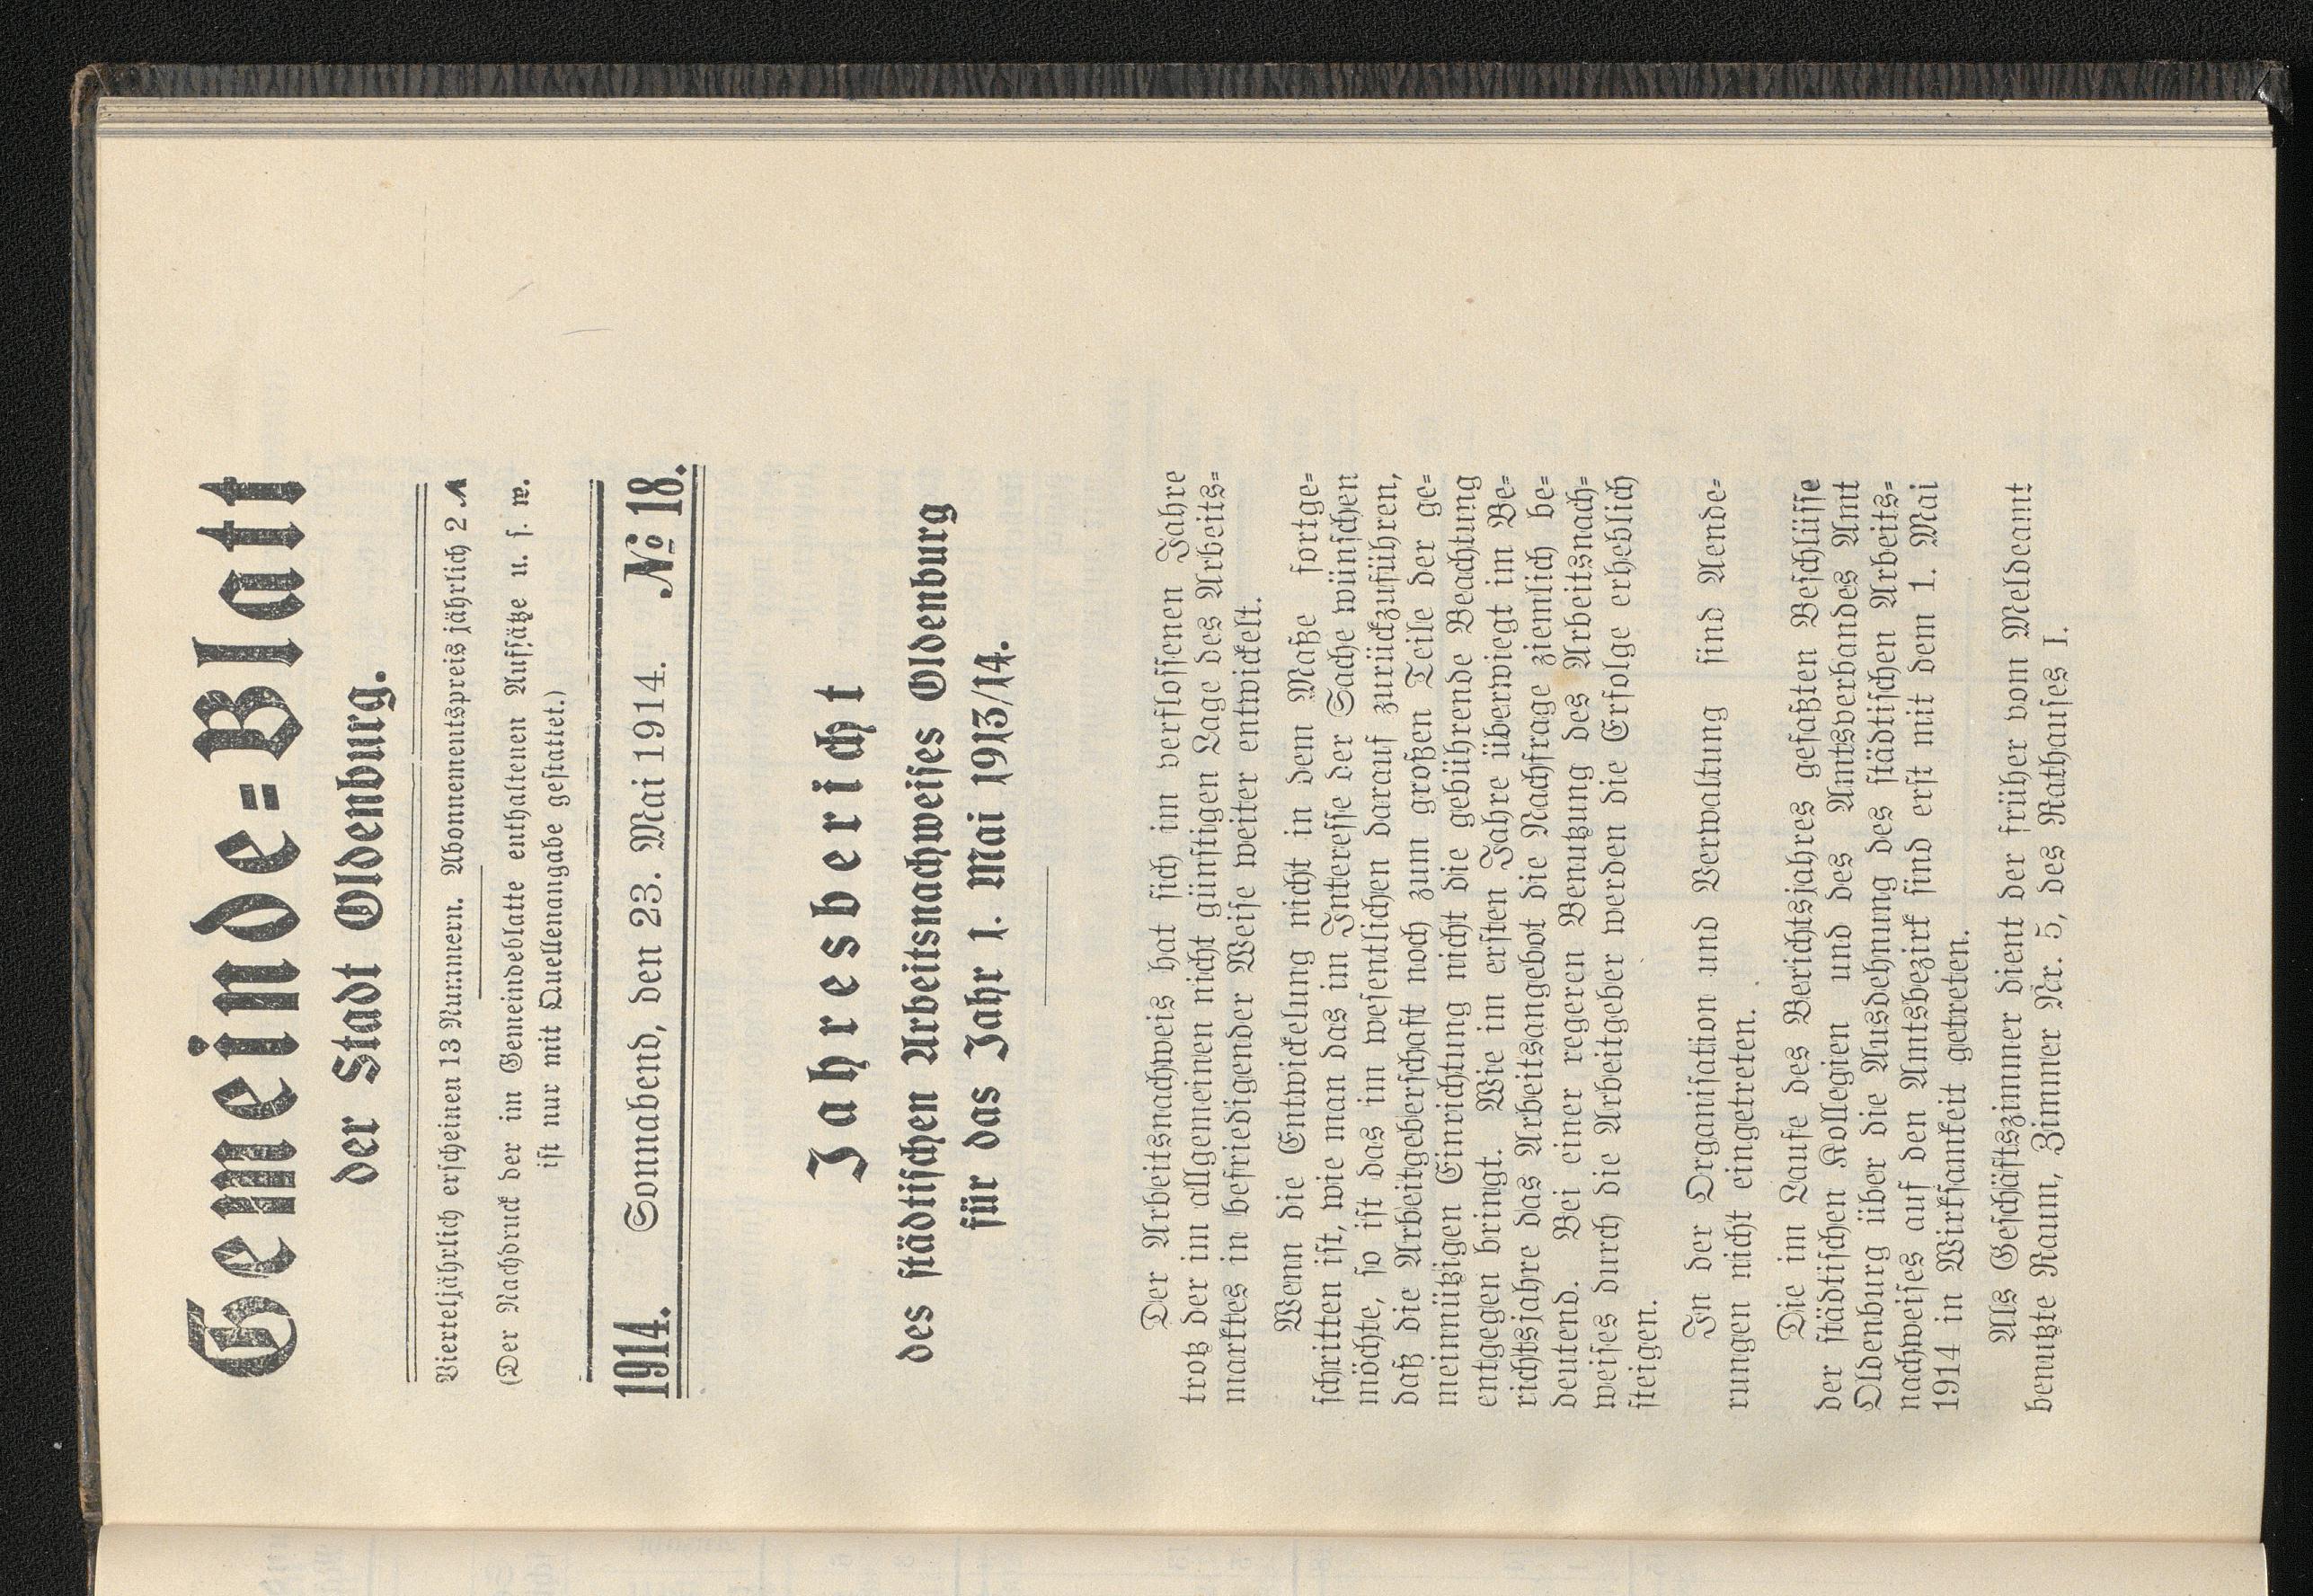 Gemeinde=Blatt
der Stadt Oldenburg.
Vierteljährlich erscheinen 13 Nummern. Abonnementspreis jährlich 2 ℳ
(Der Nachdruck der im Gemeindeblatte enthaltenen Aufsätze u. s. w.
ist nur mit Quellenangabe gestattet.)
1914. Sonnabend, den 23. Mai 1914. № 18.
Jahresbericht
des städtischen Arbeitsnachweises Oldenburg
für das Jahr 1. Mai 1913/14.
Der Arbeitsnachweis hat sich im verflossenen Jahre
trotz der im allgemeinen nicht günstigen Lage des Arbeits=
marktes in befriedigender Weise weiter entwickelt.
Wenn die Entwickelung nicht in dem Maße fortge=
schritten ist, wie man das im Interesse der Sache wünschen
möchte, so ist das im wesentlichen darauf zurückzuführen,
daß die Arbeitgeberschaft noch zum großen Teile der ge=
meinnützigen Einrichtung nicht die gebührende Beachtung
entgegen bringt. Wie im ersten Jahre überwiegt im Be=
richtsjahre das Arbeitsangebot die Nachfrage ziemlich be=
deutend. Bei einer regeren Benutzung des Arbeitsnach=
weises durch die Arbeitgeber werden die Erfolge erheblich
steigen.
In der Organisation und Verwaltung sind Aende=
rungen nicht eingetreten.
Die im Laufe des Berichtsjahres gefaßten Beschlüsse
der städtischen Kollegien und des Amtsverbandes Amt
Oldenburg über die Ausdehnung des städtischen Arbeits=
nachweises auf den Amtsbezirk sind erst mit dem 1. Mai
1914 in Wirksamkeit getreten.
Als Geschäftszimmer dient der früher vom Meldeamt
benutzte Raum, Zimmer Nr. 5, des Rathauses I.